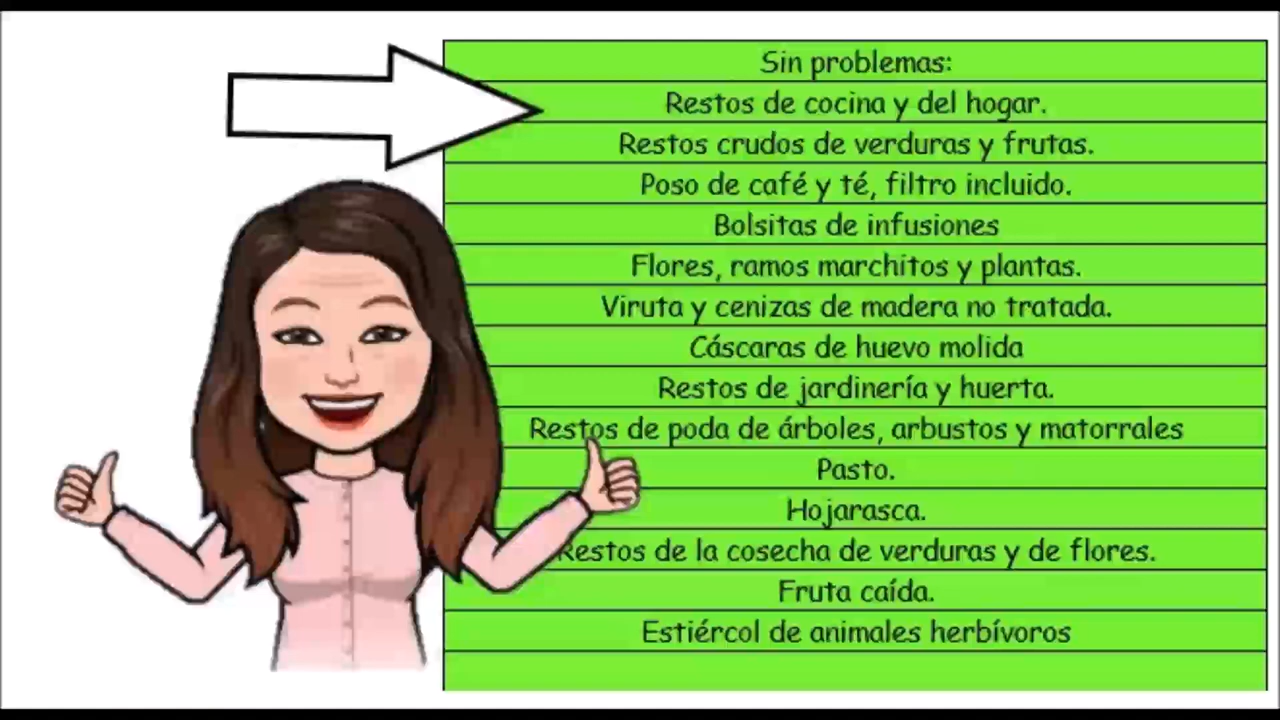 Sin problemas:
Restos de cocina y del hogar.
Restos crudos de verduras y frutas.
Poso de café y té, filtro incluido.
Bolsitas de infusiones
Flores, ramos marchitos y plantas.
Viruta y cenizas de madera no tratada.
Cáscaras de huevo molida
Restos de jardinería y huerta.
Restos de poda de árboles, arbustos y matorrales
Pasto.
Hojarasca.
Restos de la cosecha de verduras y de flores.
Fruta caída.
Estiércol de animales herbívoros